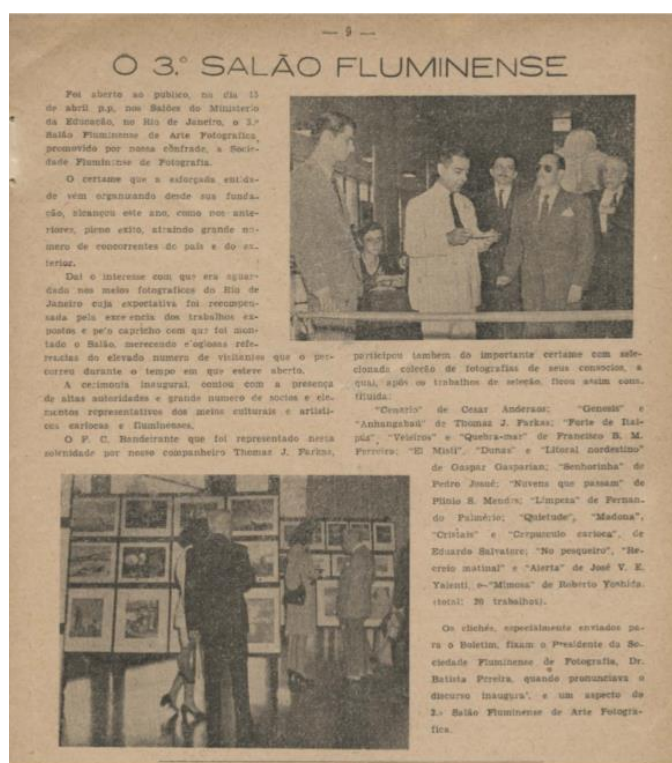 — 9 —
O 3.º SALÃO FLUMINENSE
Foi aberto ao público, no dia 15
de abril p.p, nos Salões do Ministerio
da Educação, no Rio de Janeiro, o 3.º
Salão Fluminense de Arte Fotografica,
promovido por nossa confrade, a Socie-
dade Fluminense de Fotografia.
O certame que a esforçada entida-
de vem organizando desde sua funda-
ção, alcançou este ano, como nos ante-
riores, pleno exito, atraindo grande nu-
mero de concorrentes do país e do ex-
terior.
Daí o interesse com que era aguar-
dado nos meios fotograficos do Rio de
Janeiro cuja expectativa foi recompen-
sada pela excelencia dos trabalhos ex-
postos e pelo capricho com que foi mon-
tado o Salão, merecendo elogiosas refe-
rencias do elevado numero de visitantes que o per-
correu durante o tempo em que esteve aberto.
A cerimonia inaugural, contou com a presença
de altas autoridades e grande numero de socios e ele-
mentos representativos dos meios culturais e artisti-
cos cariocas e fluminenses.
O F. C. Bandeirante que foi representado nesta
solenidade por nosso companheiro Thomaz J. Farkas,
participou tambem do importante certame com sele-
cionado coleção de fotografias de seus consocios, a
qual, após os trabalhos de seleção, ficou assim cons-
tituida:
"Cenario" de Cesar Anderaos; "Genesis" e
"Anhangabaú" de Thomaz J. Farkas; "Forte de Itai-
pús", "Veleiros" e "Quebra-mar" de Francisco B. M.
Ferreira; "El Misti", "Dunas" e "Litoral nordestino"
de Gaspar Gasparian; "Senhorinha" de
Pedro Josué; "Nuvens que passam" de
Plinio S. Mendes; "Limpeza" de Fernan-
do Palmério; "Quietude", "Madona",
"Cristais" e "Crepusculo carioca", de
Eduardo Salvatore; "No pesqueiro", "Re-
creio matinal" e "Alerta" de José V. E.
Yalenti, e "Mimosa" de Roberto Yoshida.
(total: 20 trabalhos).
Os clichés, especialmente enviados pa-
ra o Boletim, fixam o Presidente da So-
ciedade Fluminense de Fotografia, Dr.
Batista Pereira, quando pronunciava o
discurso inaugural, e um aspecto do
3.º Salão Fluminense de Arte Fotogra-
fica.